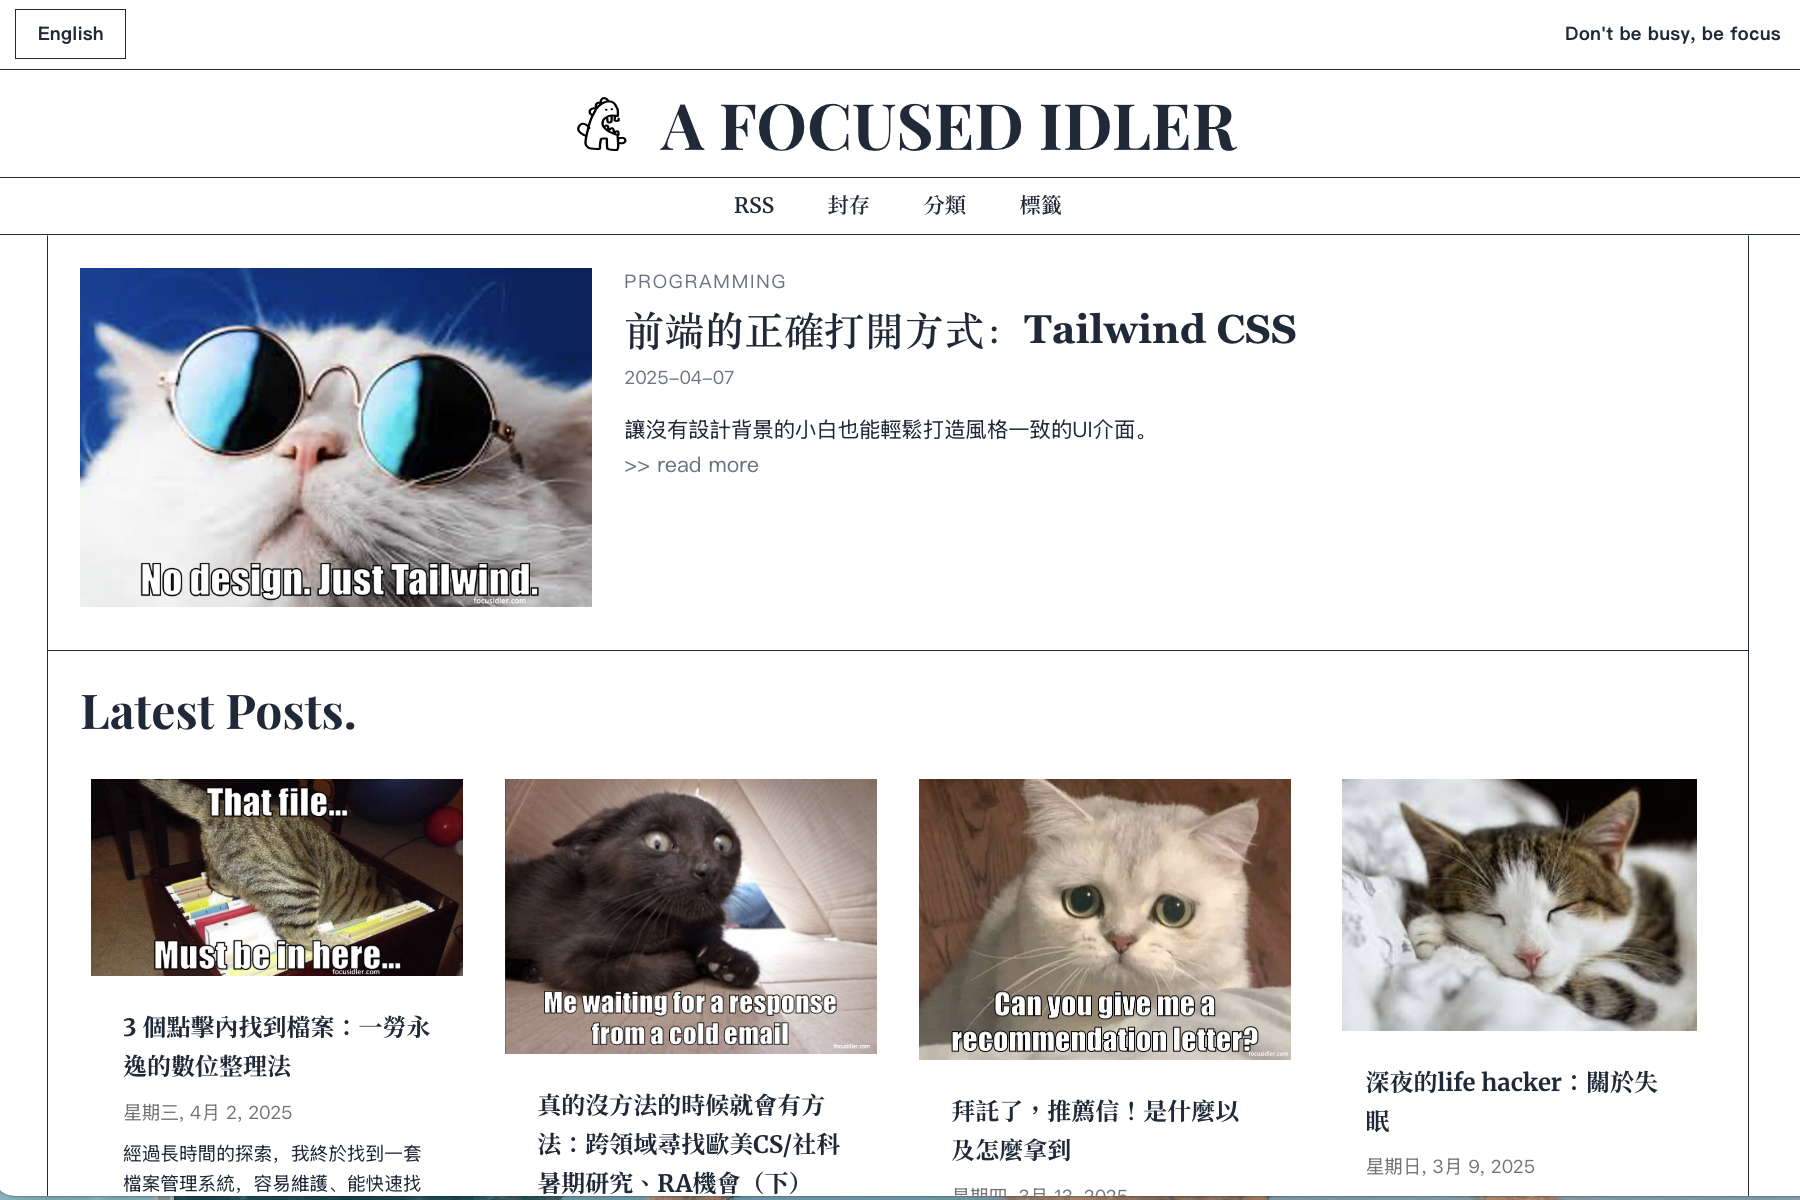 English
Don't be busy, be focus
A FOCUSED IDLER
RSS
封存
分類
標籤
PROGRAMMING
前端的正確打開方式：Tailwind CSS
2025-04-07
讓沒有設計背景的小白也能輕鬆打造風格一致的UI介面。
>> read more
No design. Just Tailwind.
focusidler.com
Latest Posts.
That file...
Must be in here...
focusidler.com
3 個點擊內找到檔案：一勞永
逸的數位整理法
星期三, 4月 2, 2025
經過長時間的探索，我終於找到一套
檔案管理系統，容易維護、能快速找
Me waiting for a response
from a cold email
focusidler.com
真的沒方法的時候就會有方
法：跨領域尋找歐美CS/社科
暑期研究、RA機會（下）
Can you give me a
recommendation letter?
focusidler.com
拜託了，推薦信！是什麼以
及怎麼拿到
星期四, 3月 13, 2025
深夜的life hacker：關於失
眠
星期日, 3月 9, 2025